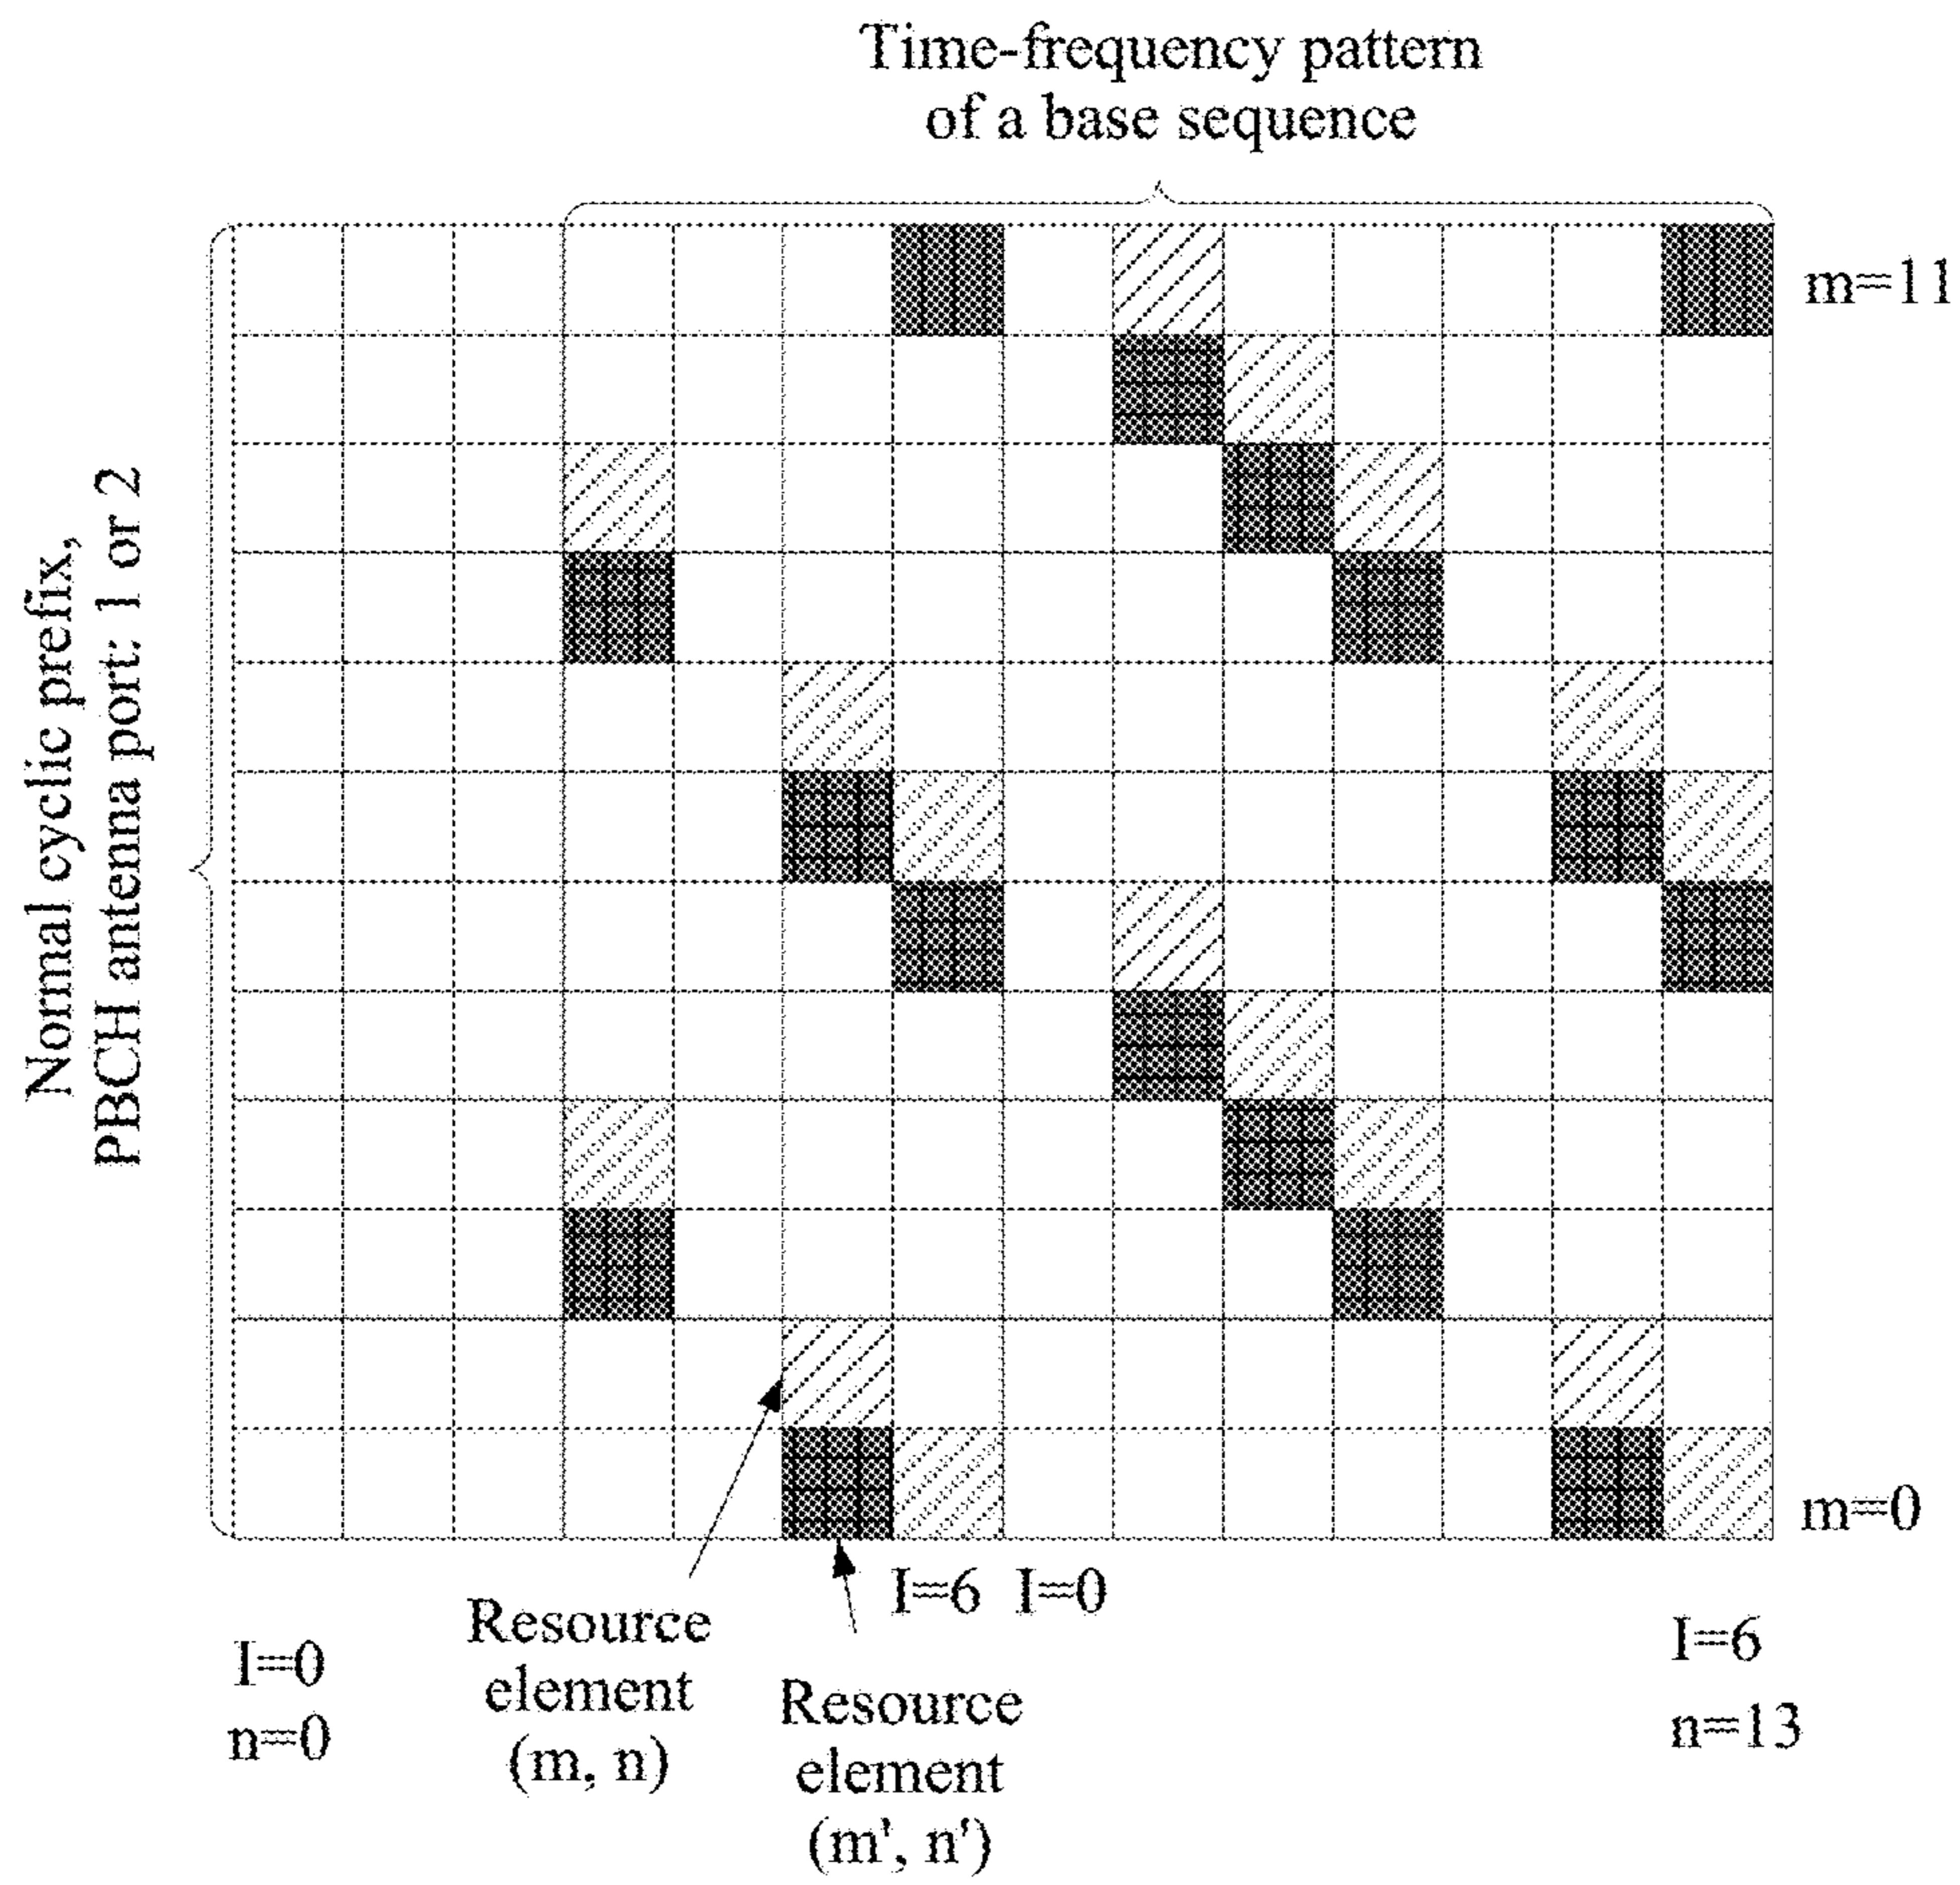 Time-frequency pattern
of a base sequence
Normal cyclic prefix,
PBCH antenna port: 1 or 2
m=11
m=0
I=6 I=0
I=0
n=0
Resource
element
(m, n)
Resource
element
(m', n')
I=6
n=13